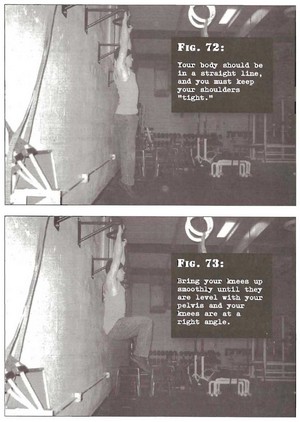 FIG. 72:
Your body should be
in a straight line,
and you must keep
your shoulders
"tight."
FIG. 73:
Bring your knees up
smoothly until they
are level with your
pelvis and your
knees are at a
right angle.